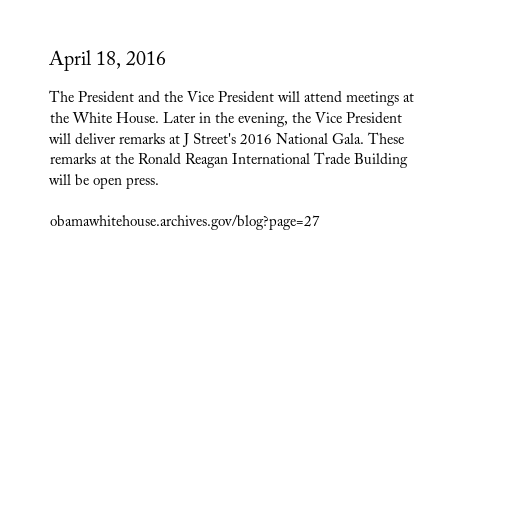 April 18, 2016
The President and the Vice President will attend meetings at
the White House. Later in the evening, the Vice President
will deliver remarks at J Street's 2016 National Gala. These
remarks at the Ronald Reagan International Trade Building
will be open press.
obamawhitehouse.archives.gov/blog?page=27